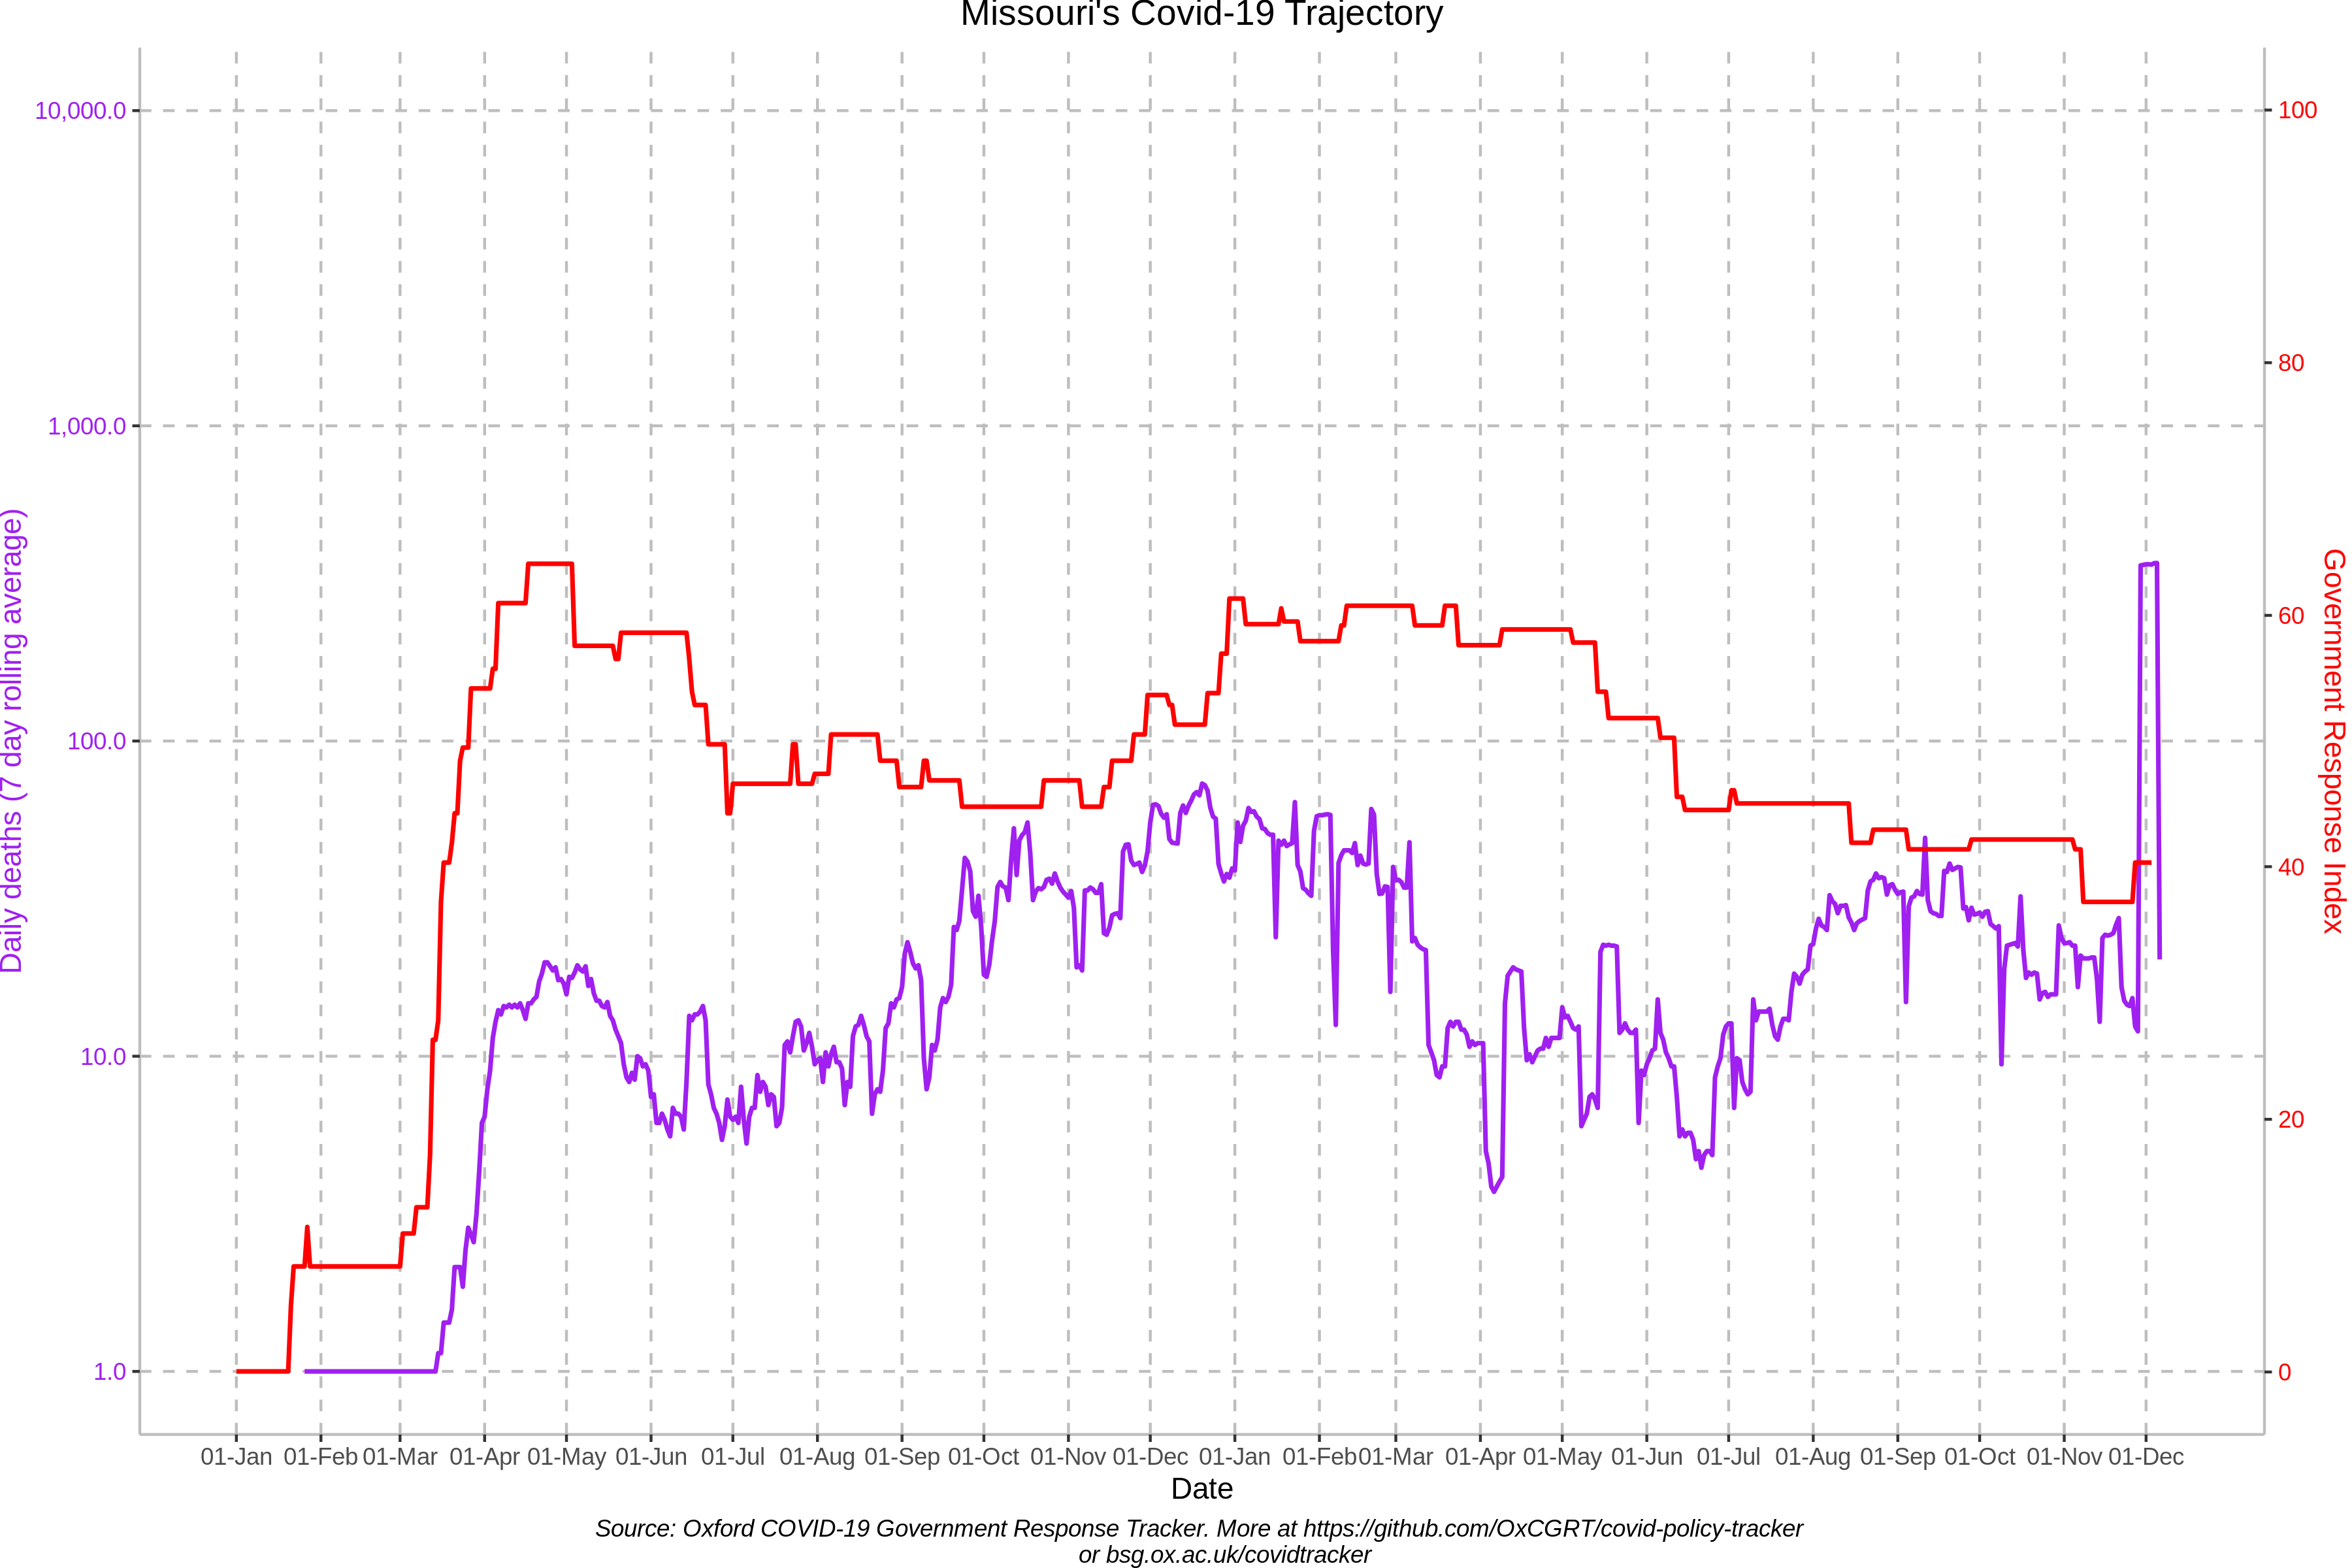 Missouri's Covid-19 Trajectory
10,000.0
1,000.0
100.0
10.0
1.0
Daily deaths (7 day rolling average)
100
80
60
40
20
0
Government Response Index
01-Jan 01-Feb 01-Mar 01-Apr 01-May 01-Jun 01-Jul 01-Aug 01-Sep 01-Oct 01-Nov 01-Dec 01-Jan 01-Feb 01-Mar 01-Apr 01-May 01-Jun 01-Jul 01-Aug 01-Sep 01-Oct 01-Nov 01-Dec
Date
Source: Oxford COVID-19 Government Response Tracker. More at https://github.com/OxCGRT/covid-policy-tracker
or bsg.ox.ac.uk/covidtracker